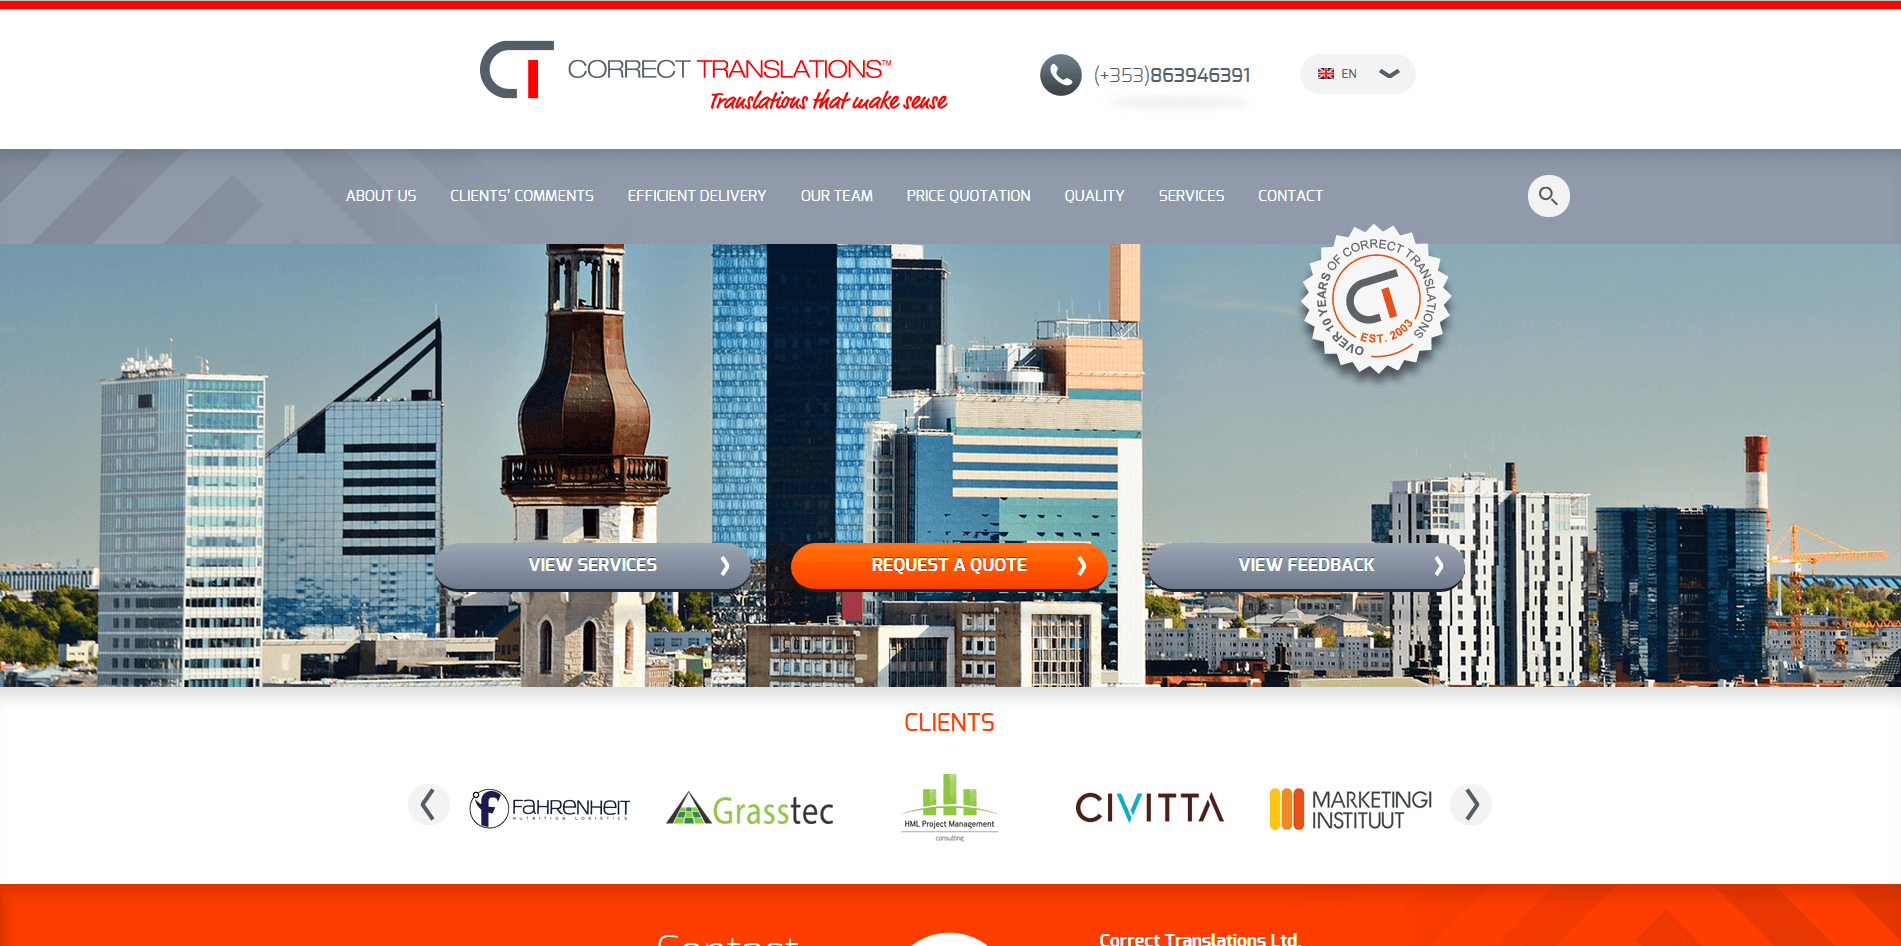 CORRECT TRANSLATIONS™
Translations that make sense
(+353)863946391
EN
ABOUT US
CLIENTS’ COMMENTS
EFFICIENT DELIVERY
OUR TEAM
PRICE QUOTATION
QUALITY
SERVICES
CONTACT
OVER 10 YEARS OF CORRECT TRANSLATIONS
EST. 2003
VIEW SERVICES
REQUEST A QUOTE
VIEW FEEDBACK
CLIENTS
FAHRENHEIT
NUTRITION LOGISTICS
Grasstec
HML Project Management
consulting
CIVITTA
MARKETINGI
INSTITUUT
Contact
Correct Translations Ltd.